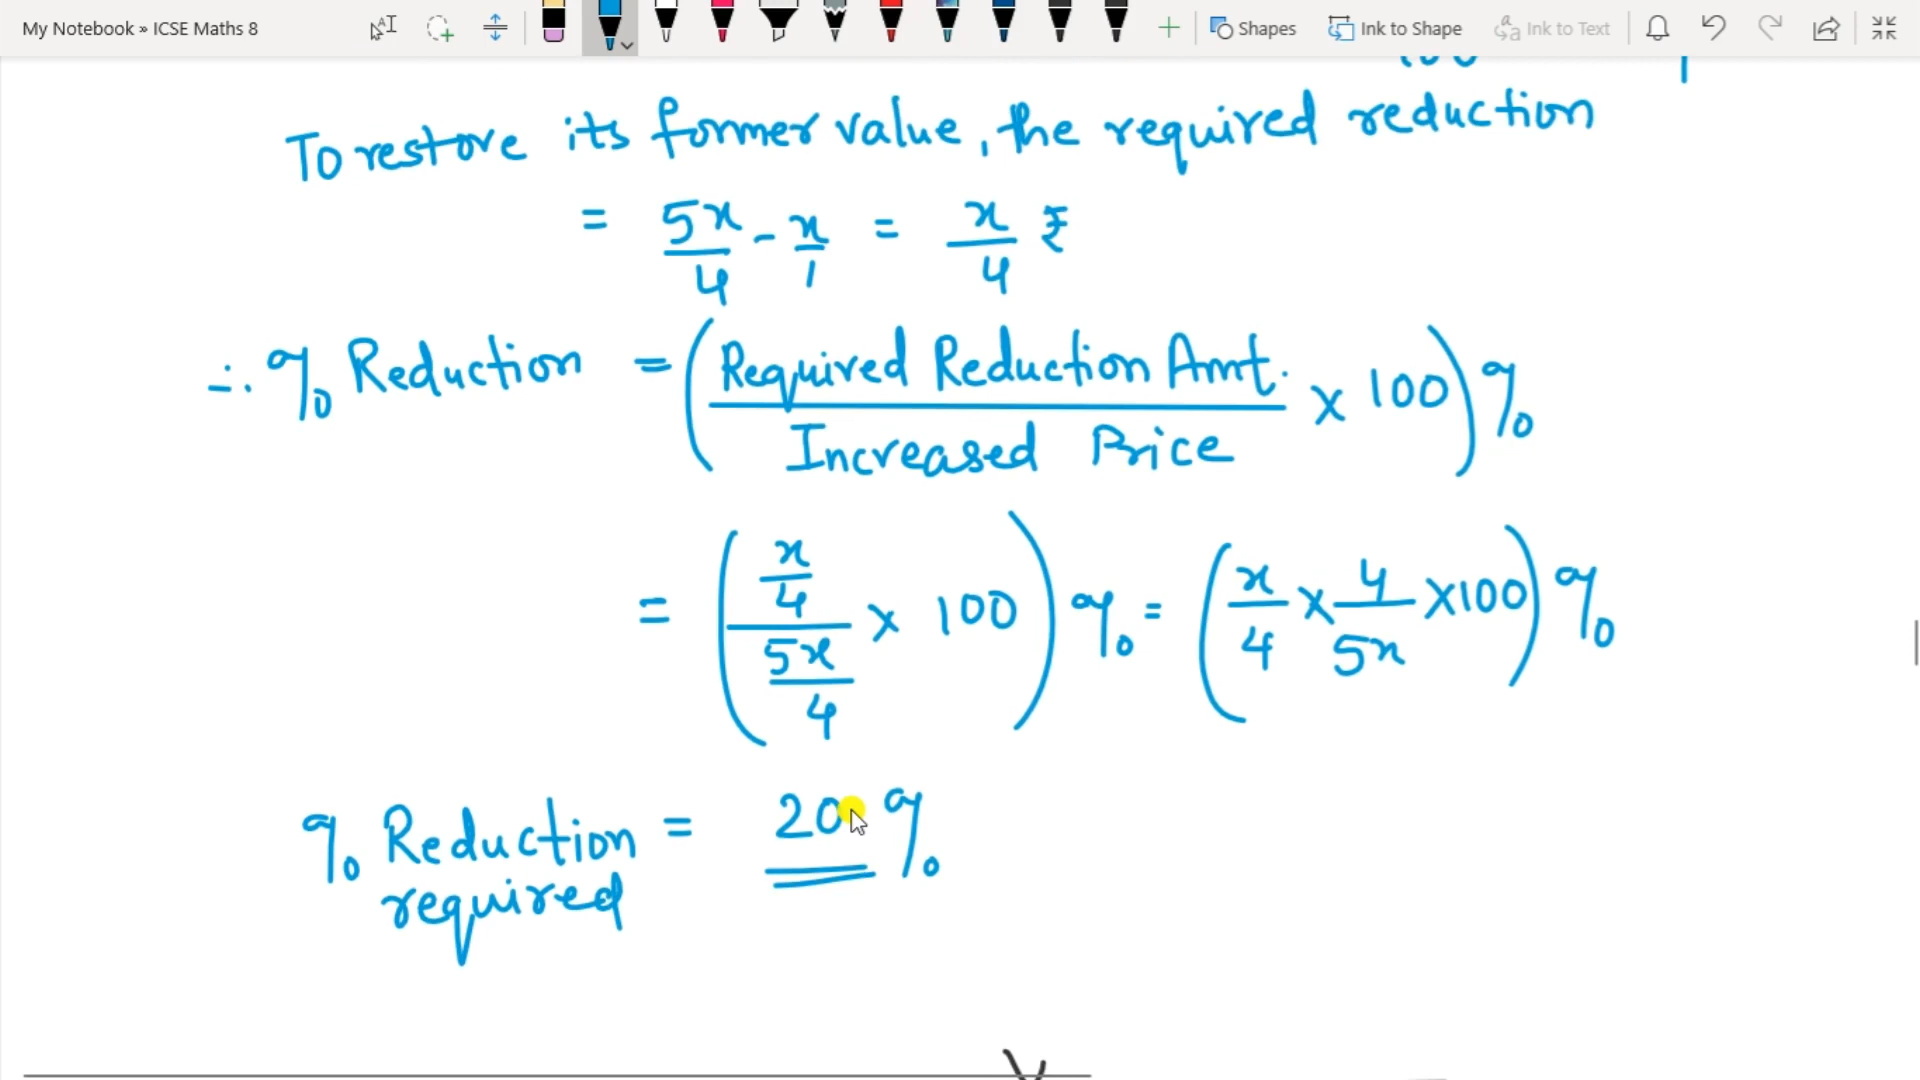 My Notebook » ICSE Maths 8
Shapes
Ink to Shape
Ink to Text
To restore its former value, the required reduction
= 5x/4 - x/1 = x/4 ₹
∴ % Reduction = (Required Reduction Amt. / Increased Price × 100) %
= ((x/4) / (5x/4) × 100) % = (x/4 × 4/5x × 100) %
% Reduction required = 20 %